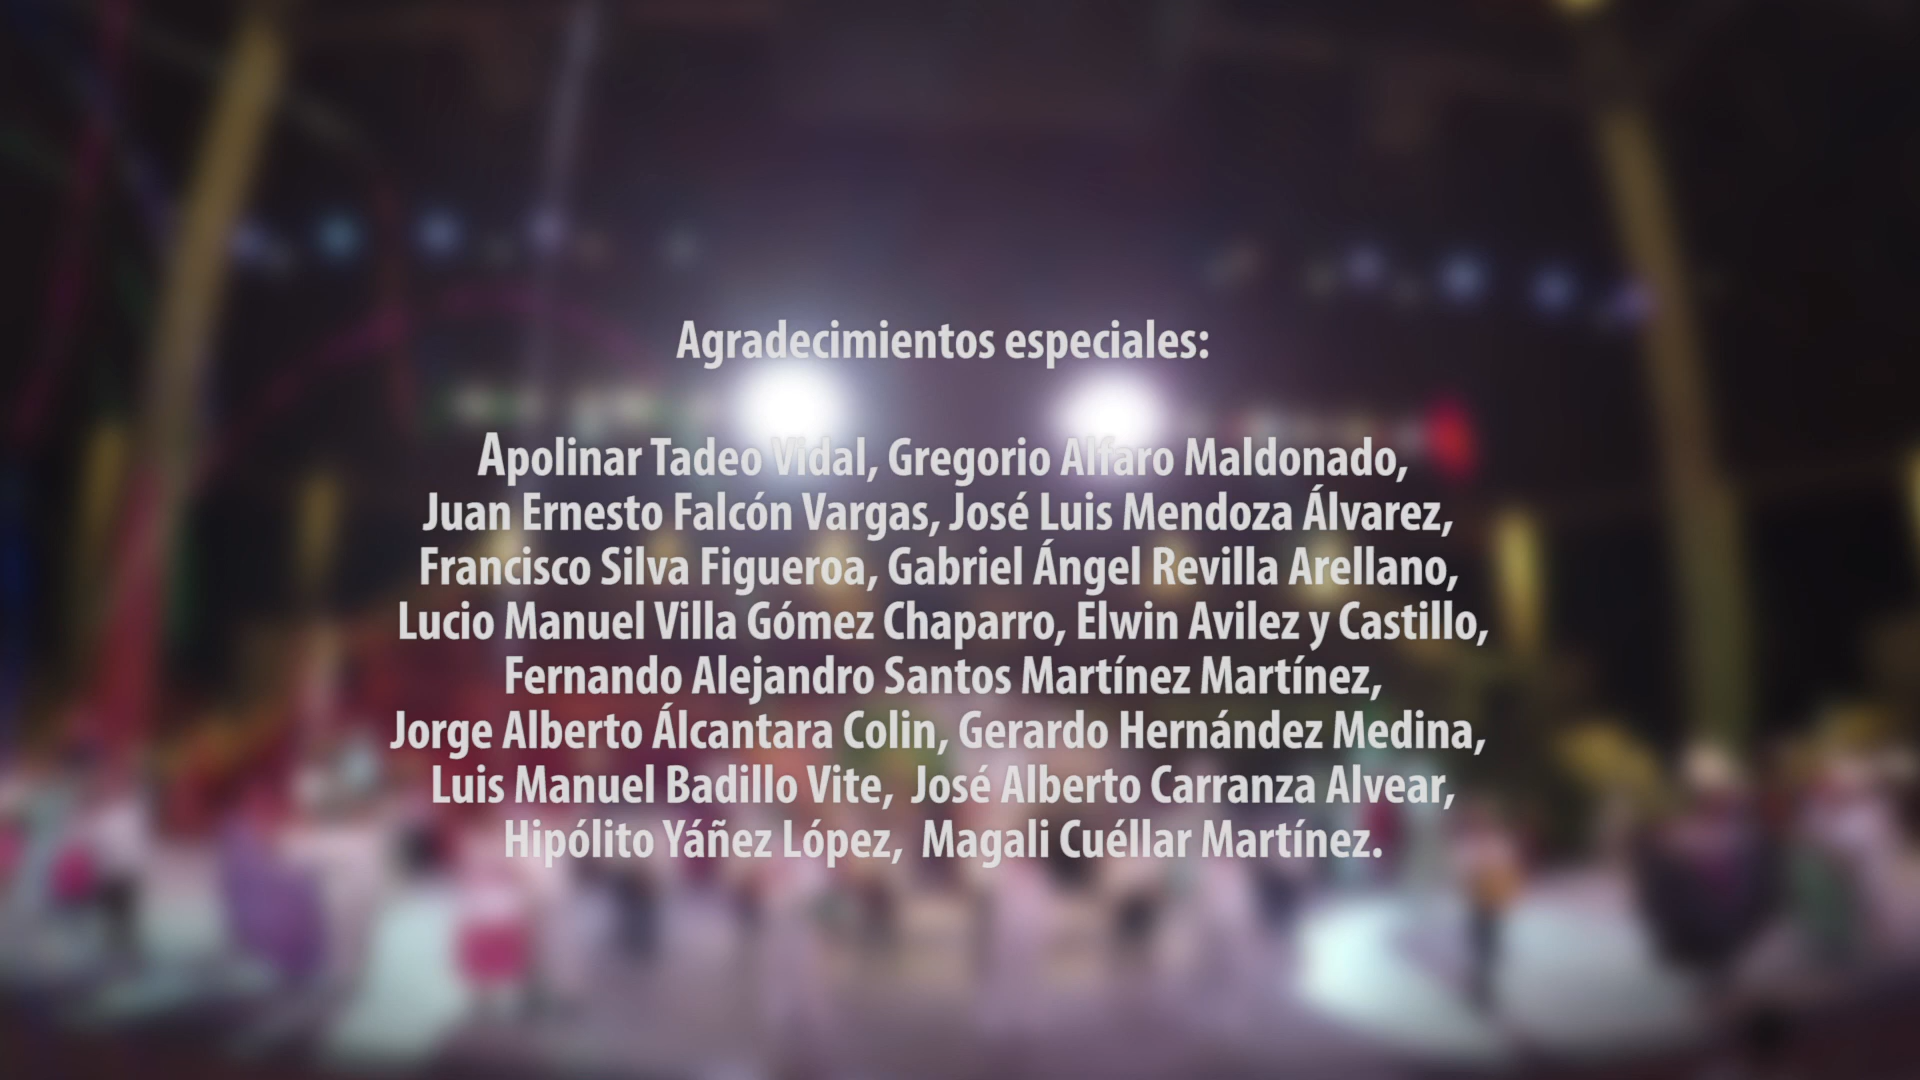 Agradecimientos especiales:
Apolinar Tadeo Vidal, Gregorio Alfaro Maldonado,
Juan Ernesto Falcón Vargas, José Luis Mendoza Álvarez,
Francisco Silva Figueroa, Gabriel Ángel Revilla Arellano,
Lucio Manuel Villa Gómez Chaparro, Elwin Avilez y Castillo,
Fernando Alejandro Santos Martínez Martínez,
Jorge Alberto Álcantara Colin, Gerardo Hernández Medina,
Luis Manuel Badillo Vite, José Alberto Carranza Alvear,
Hipólito Yáñez López, Magali Cuéllar Martínez.